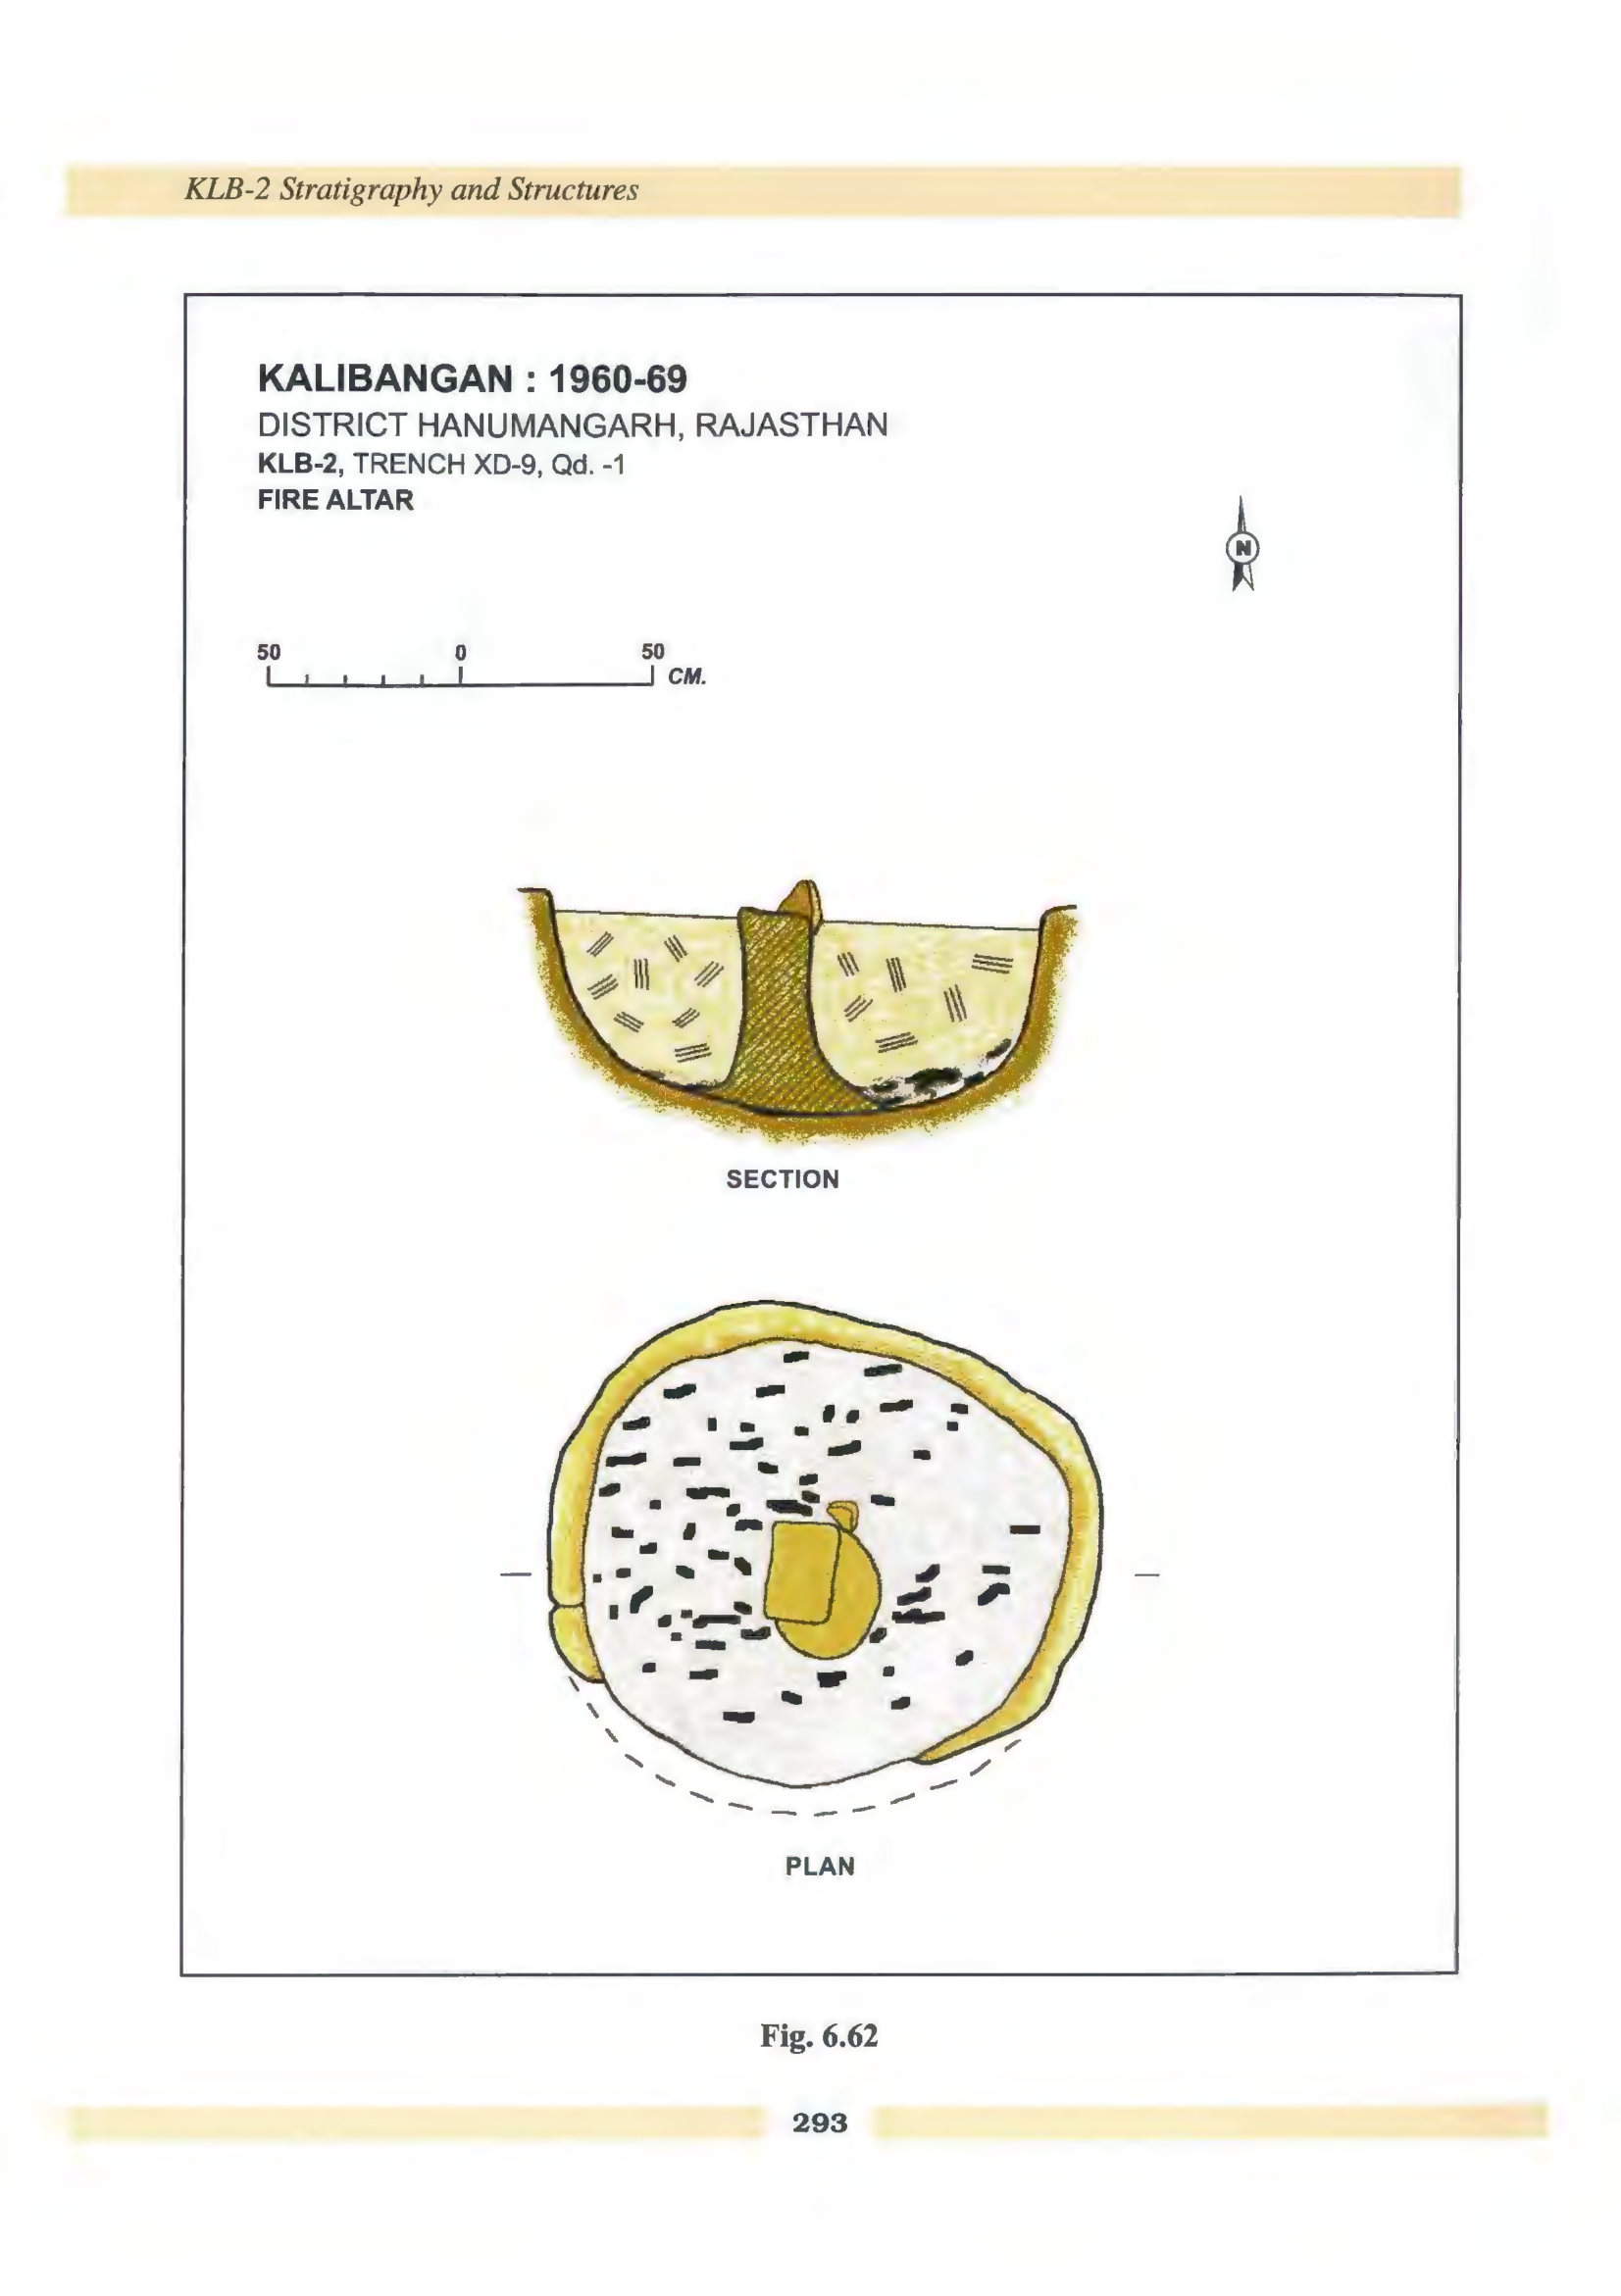 KLB-2 Stratigraphy and Structures
KALIBANGAN : 1960-69
DISTRICT HANUMANGARH, RAJASTHAN
KLB-2, TRENCH XD-9, Qd. -1
FIRE ALTAR
N
50 0 50
CM.
SECTION
PLAN
Fig. 6.62
293